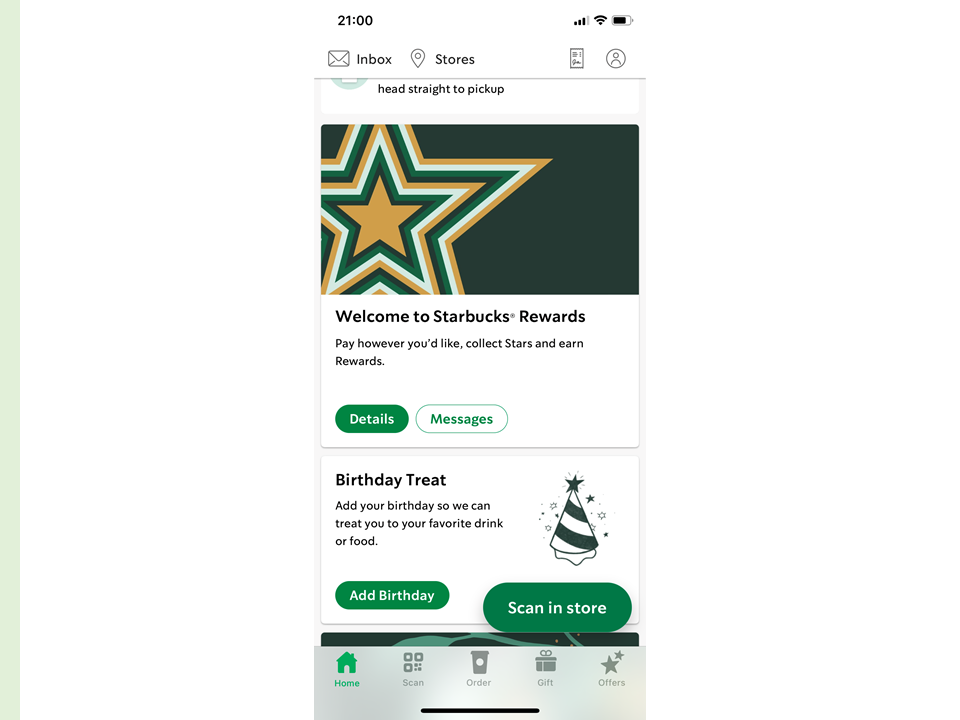 21:00
Inbox
Stores
head straight to pickup
Welcome to Starbucks® Rewards
Pay however you’d like, collect Stars and earn
Rewards.
Details
Messages
Birthday Treat
Add your birthday so we can
treat you to your favorite drink
or food.
Add Birthday
Scan in store
Home
Scan
Order
Gift
Offers